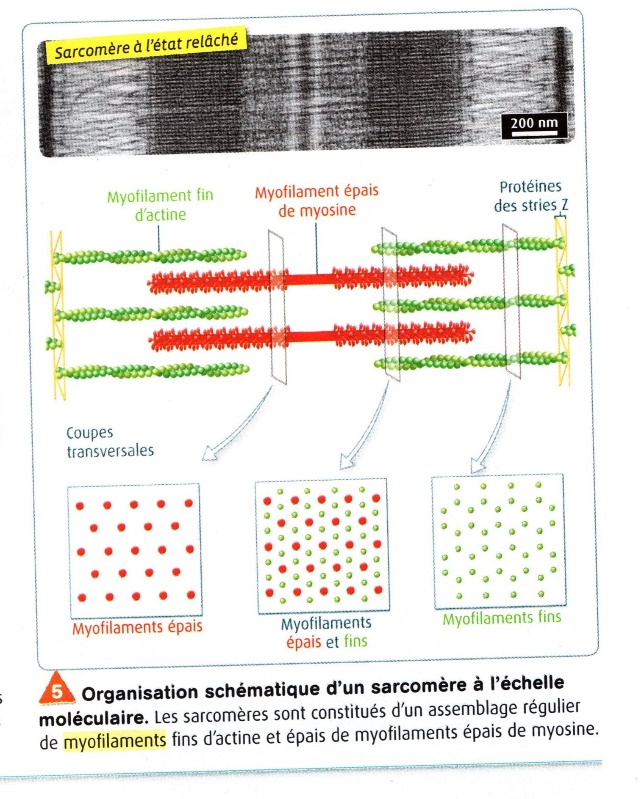 Sarcomère à l'état relâché
200 nm
Myofilament fin
d'actine
Myofilament épais
de myosine
Protéines
des stries Z
Coupes
transversales
Myofilaments épais
Myofilaments
épais et fins
Myofilaments fins
5 Organisation schématique d'un sarcomère à l'échelle
moléculaire. Les sarcomères sont constitués d'un assemblage régulier
de myofilaments fins d'actine et épais de myofilaments épais de myosine.